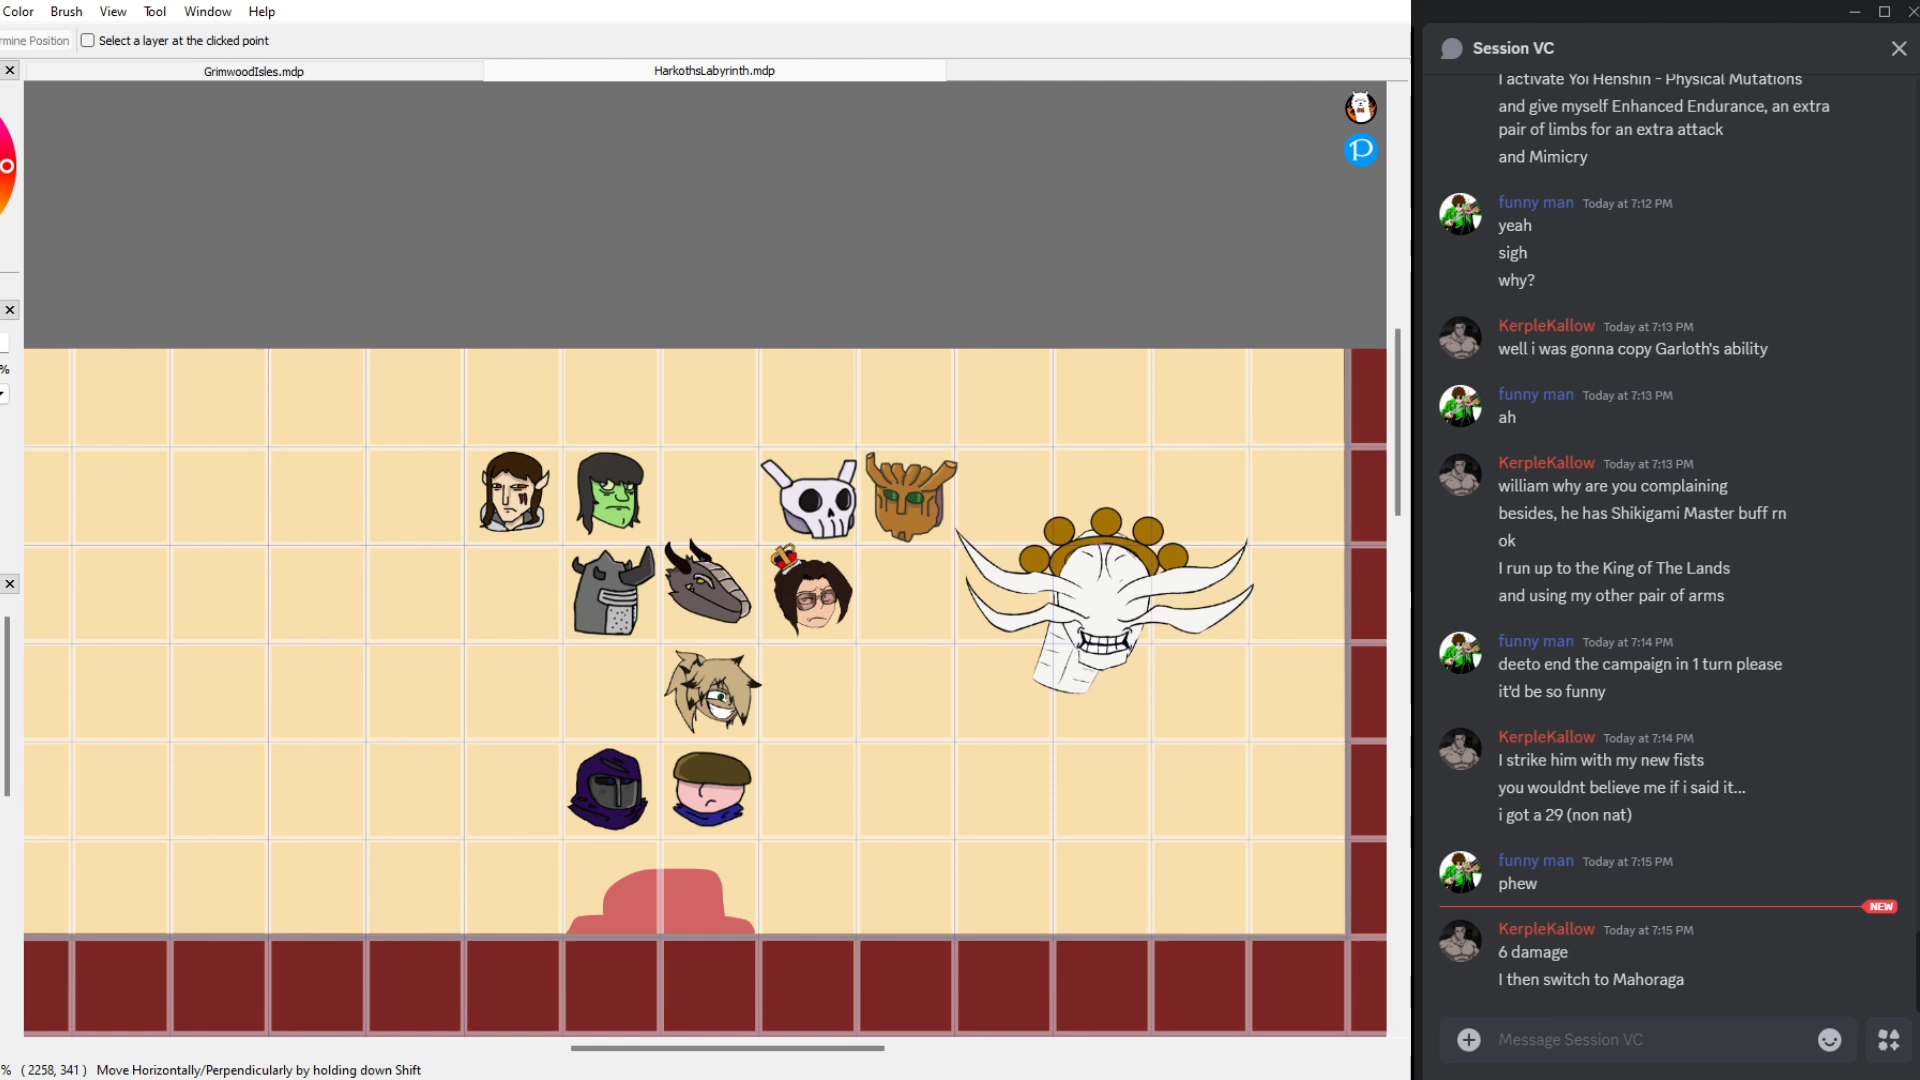 Color Brush View Tool Window Help
rmine Position Select a layer at the clicked point
GrimwoodIsles.mdp HarkothsLabyrinth.mdp
%
% ( 2258, 341 ) Move Horizontally/Perpendicularly by holding down Shift
Session VC
I activate Yoi Henshin - Physical Mutations
and give myself Enhanced Endurance, an extra
pair of limbs for an extra attack
and Mimicry
funny man Today at 7:12 PM
yeah
sigh
why?
KerpleKallow Today at 7:13 PM
well i was gonna copy Garloth's ability
funny man Today at 7:13 PM
ah
KerpleKallow Today at 7:13 PM
william why are you complaining
besides, he has Shikigami Master buff rn
ok
I run up to the King of The Lands
and using my other pair of arms
funny man Today at 7:14 PM
deeto end the campaign in 1 turn please
it'd be so funny
KerpleKallow Today at 7:14 PM
I strike him with my new fists
you wouldnt believe me if i said it...
i got a 29 (non nat)
funny man Today at 7:15 PM
phew
NEW
KerpleKallow Today at 7:15 PM
6 damage
I then switch to Mahoraga
Message Session VC